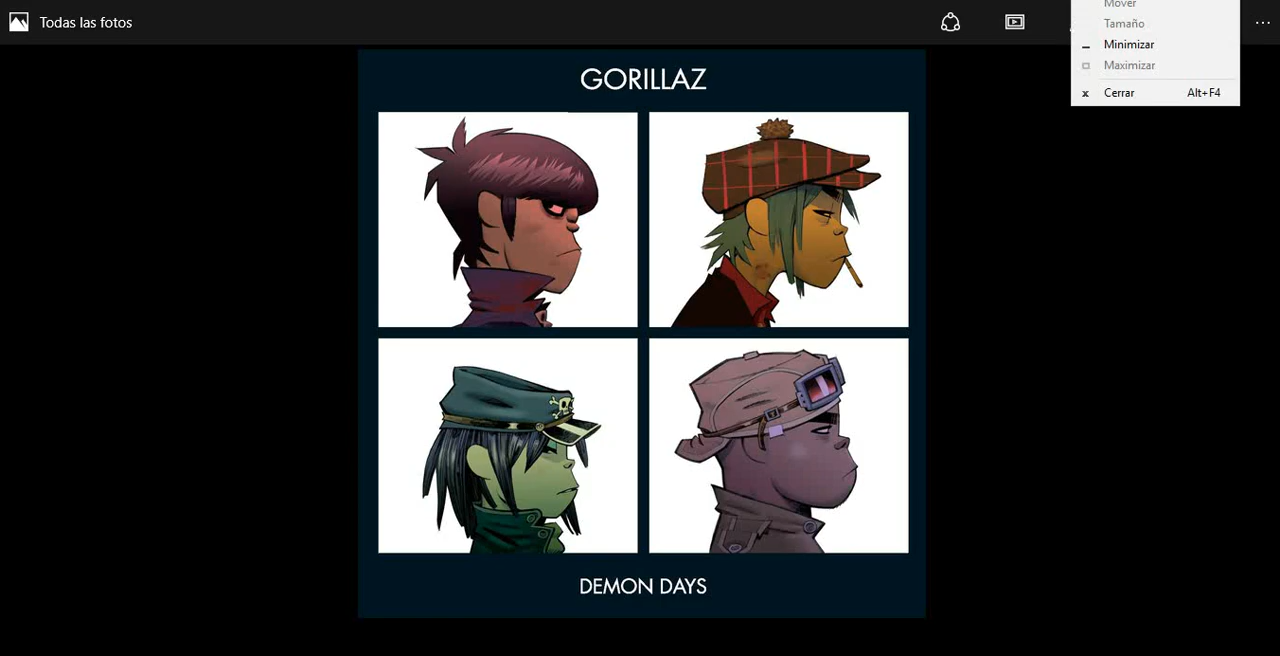 Todas las fotos
Mover
Tamaño
Minimizar
Maximizar
Cerrar Alt+F4
GORILLAZ
DEMON DAYS